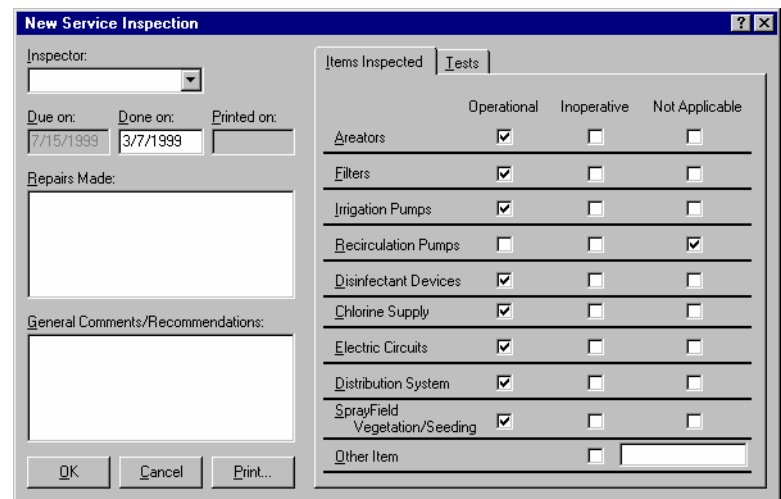 New Service Inspection
Inspector:
Due on: Done on: Printed on:
7/15/1999 3/7/1999
Repairs Made:
General Comments/Recommendations:
OK Cancel Print...
Items Inspected Tests
Operational Inoperative Not Applicable
Areators
Filters
Irrigation Pumps
Recirculation Pumps
Disinfectant Devices
Chlorine Supply
Electric Circuits
Distribution System
SprayField
Vegetation/Seeding
Other Item